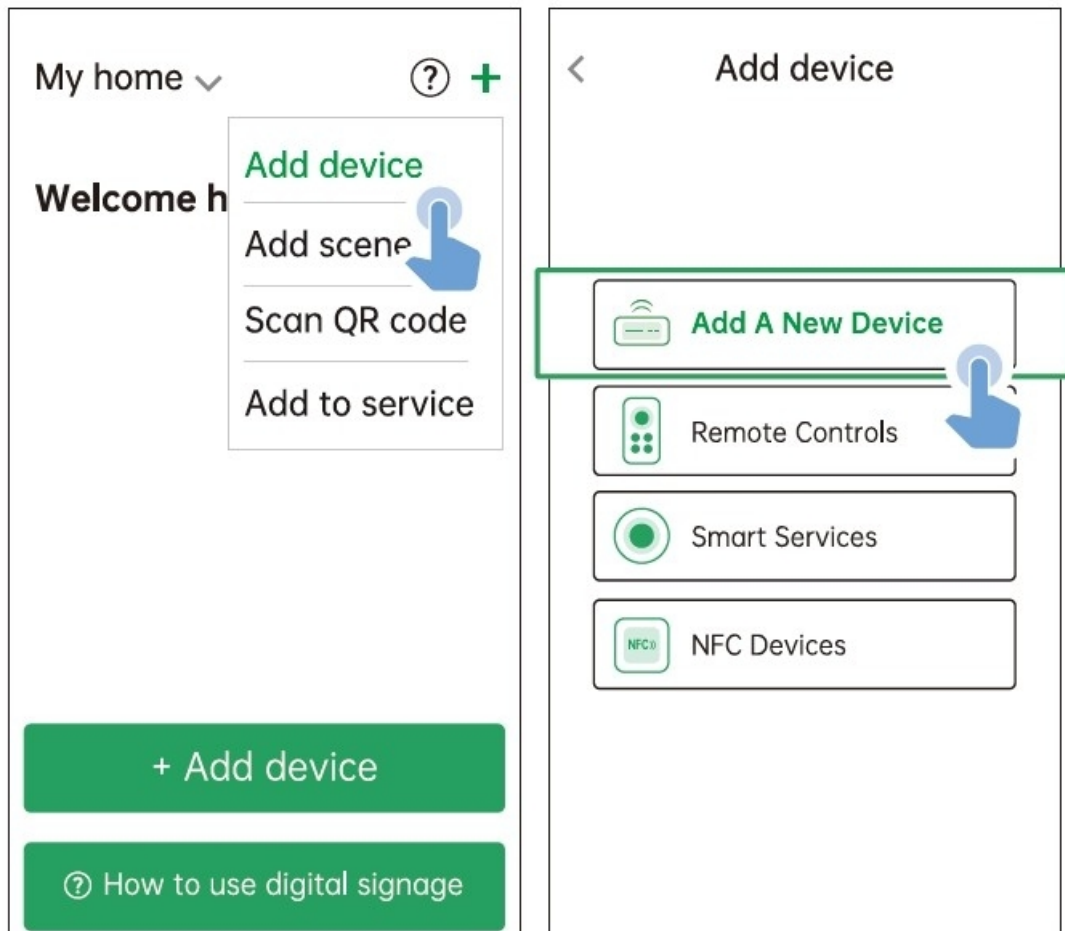 My home
?
+
Add device
Welcome h
Add scene
Scan QR code
Add to service
+ Add device
? How to use digital signage
<
Add device
Add A New Device
Remote Controls
Smart Services
NFC
NFC Devices